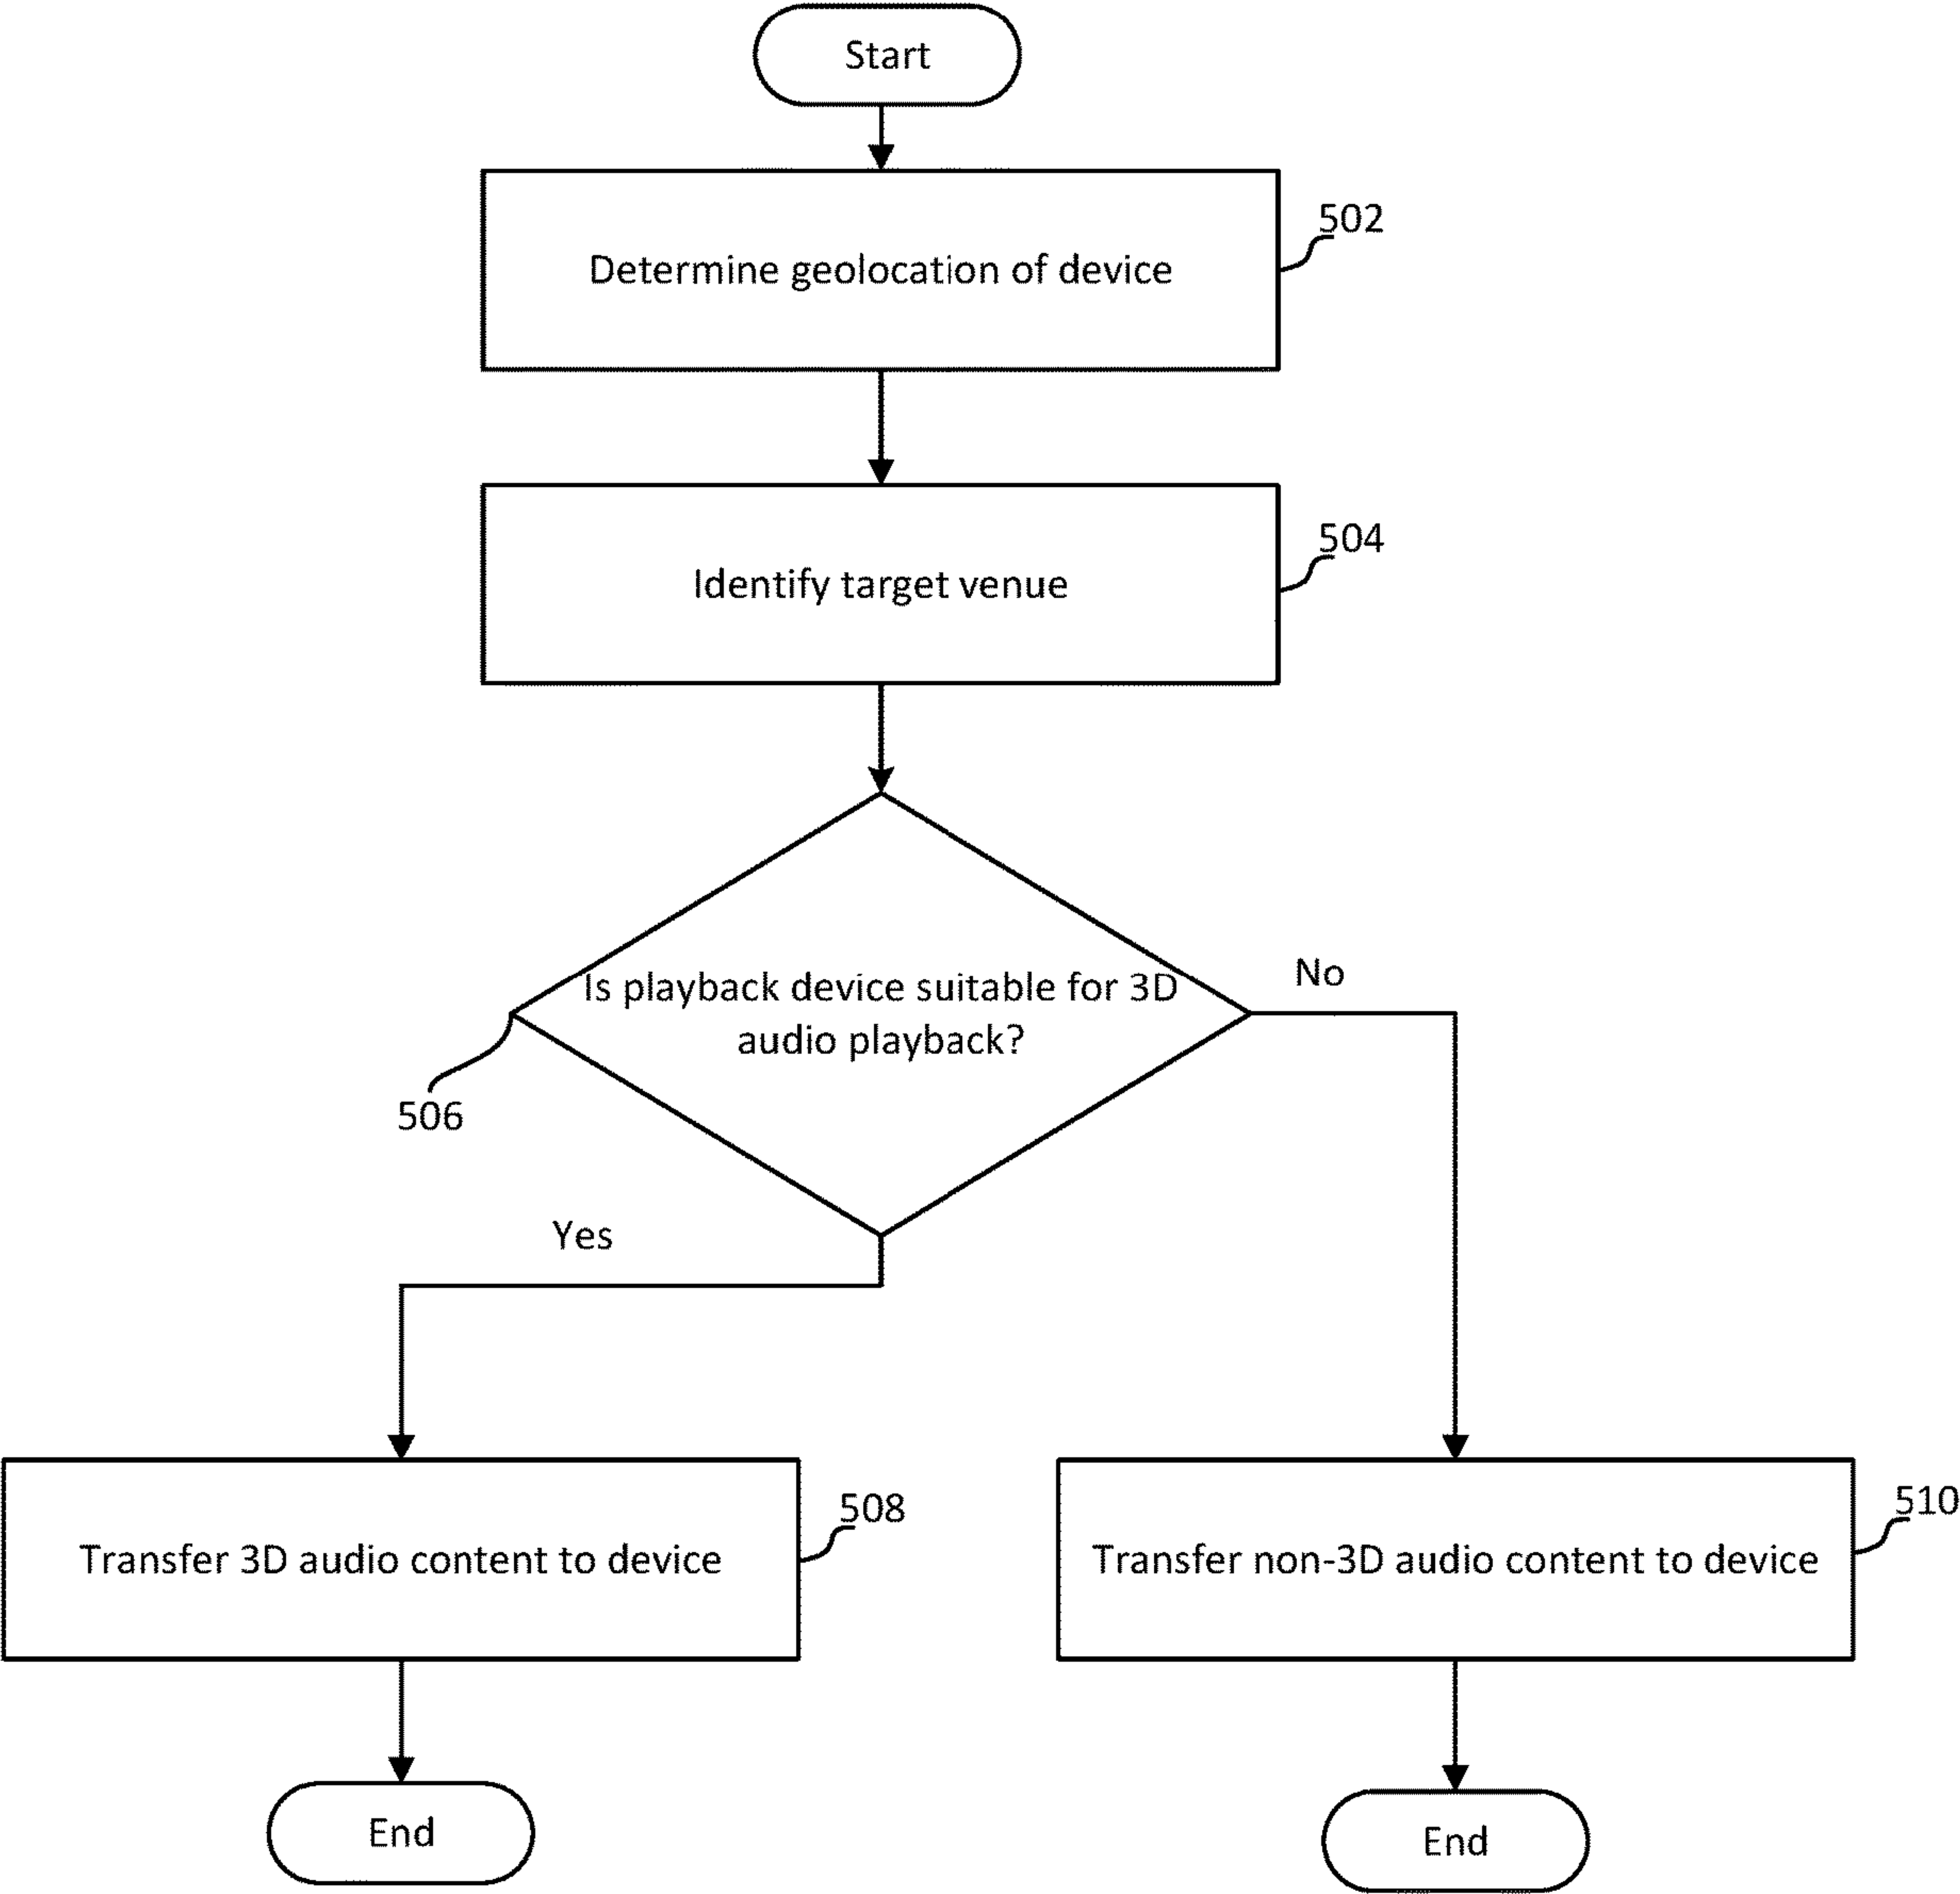 Start
502
Determine geolocation of device
504
Identify target venue
Is playback device suitable for 3D
audio playback?
No
506
Yes
508
Transfer 3D audio content to device
510
Transfer non-3D audio content to device
End
End